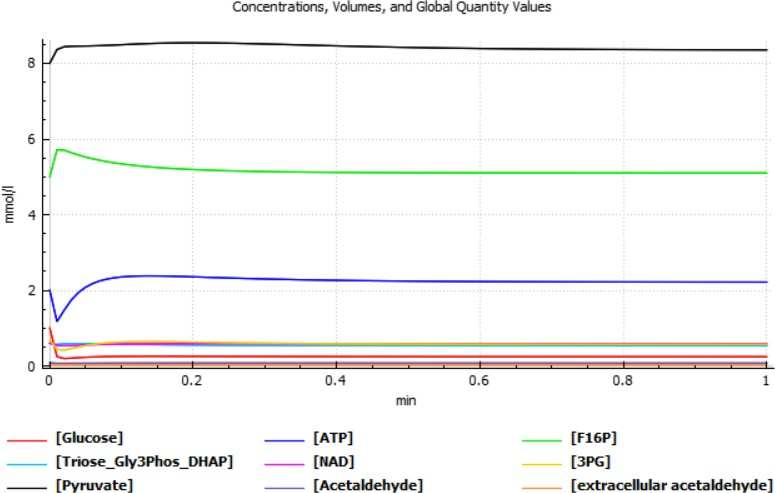 Concentrations, Volumes, and Global Quantity Values
8
6
4
2
0
mmol/l
0 0.2 0.4 0.6 0.8 1
min
[Glucose] [ATP] [F16P]
[Triose_Gly3Phos_DHAP] [NAD] [3PG]
[Pyruvate] [Acetaldehyde] [extracellular acetaldehyde]